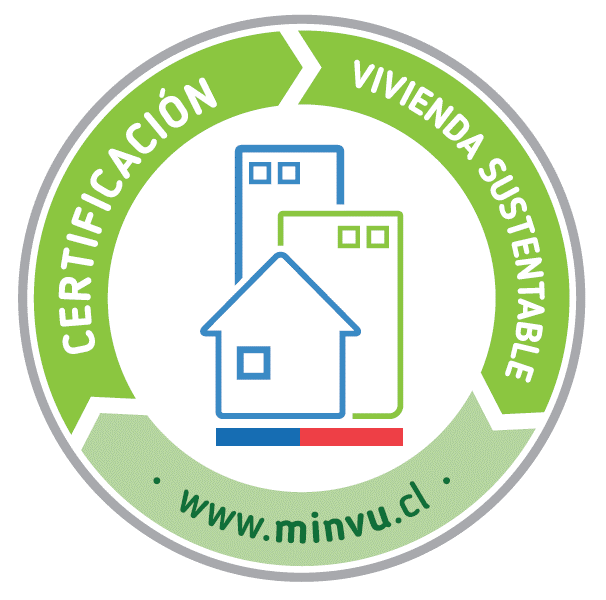 CERTIFICACIÓN
VIVIENDA SUSTENTABLE
· www.minvu.cl ·